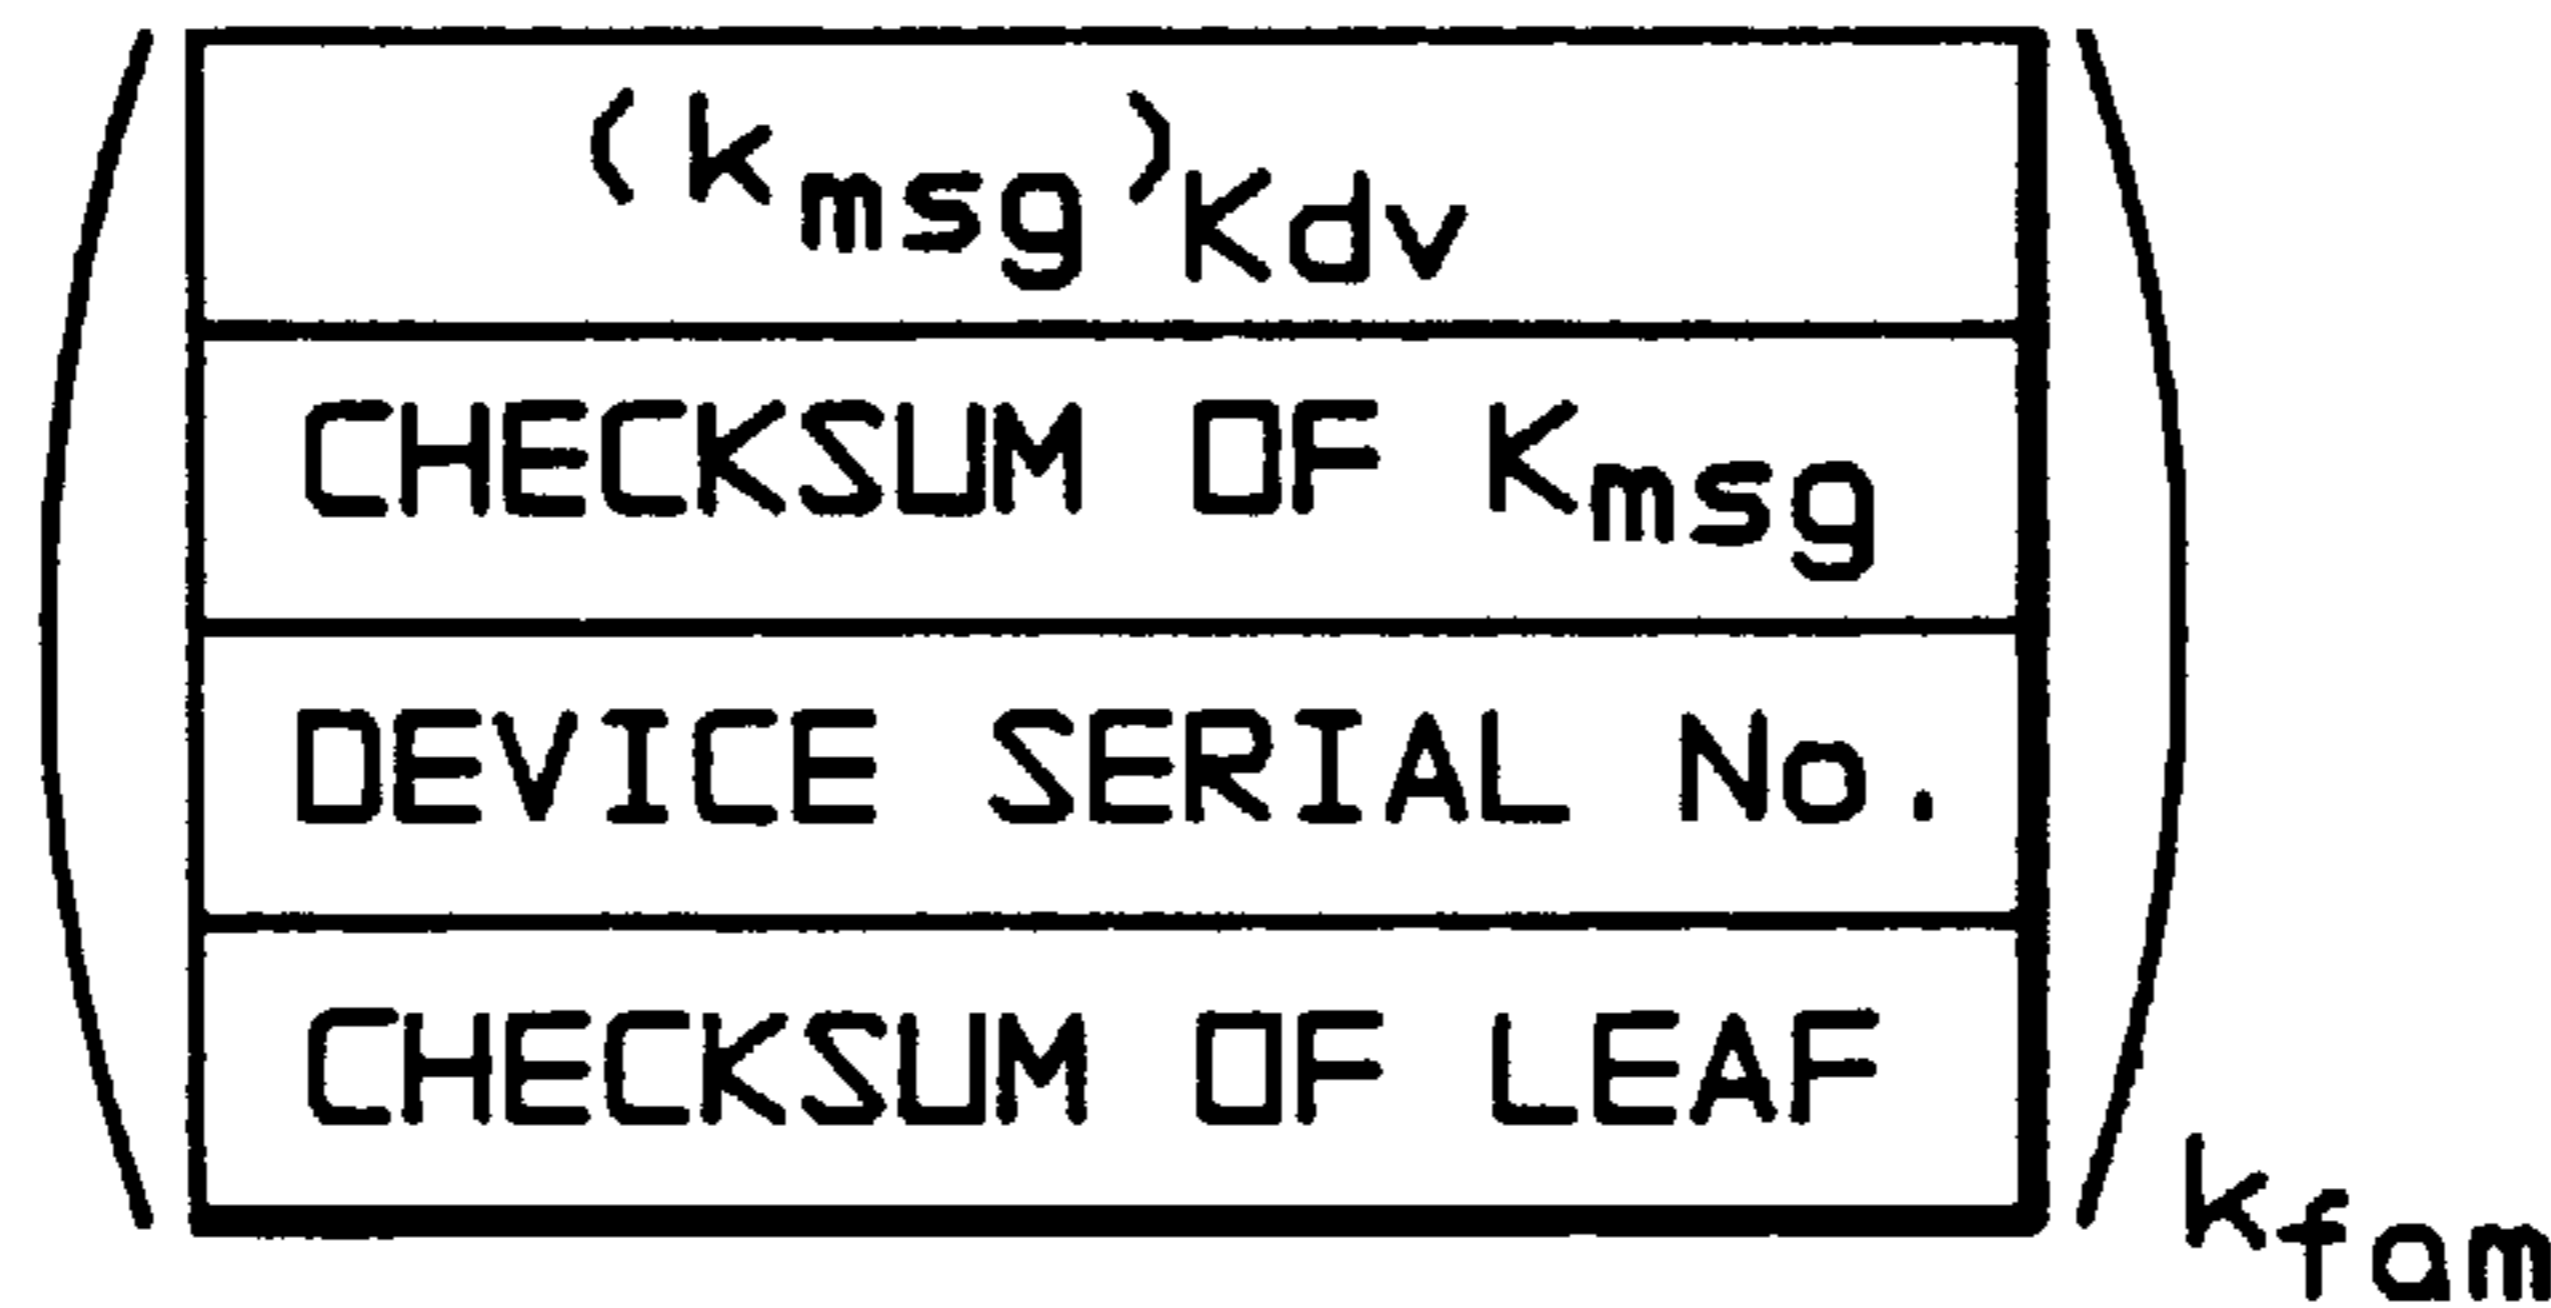 (kmsg)Kdv
CHECKSUM OF Kmsg
DEVICE SERIAL No.
CHECKSUM OF LEAF
kfam